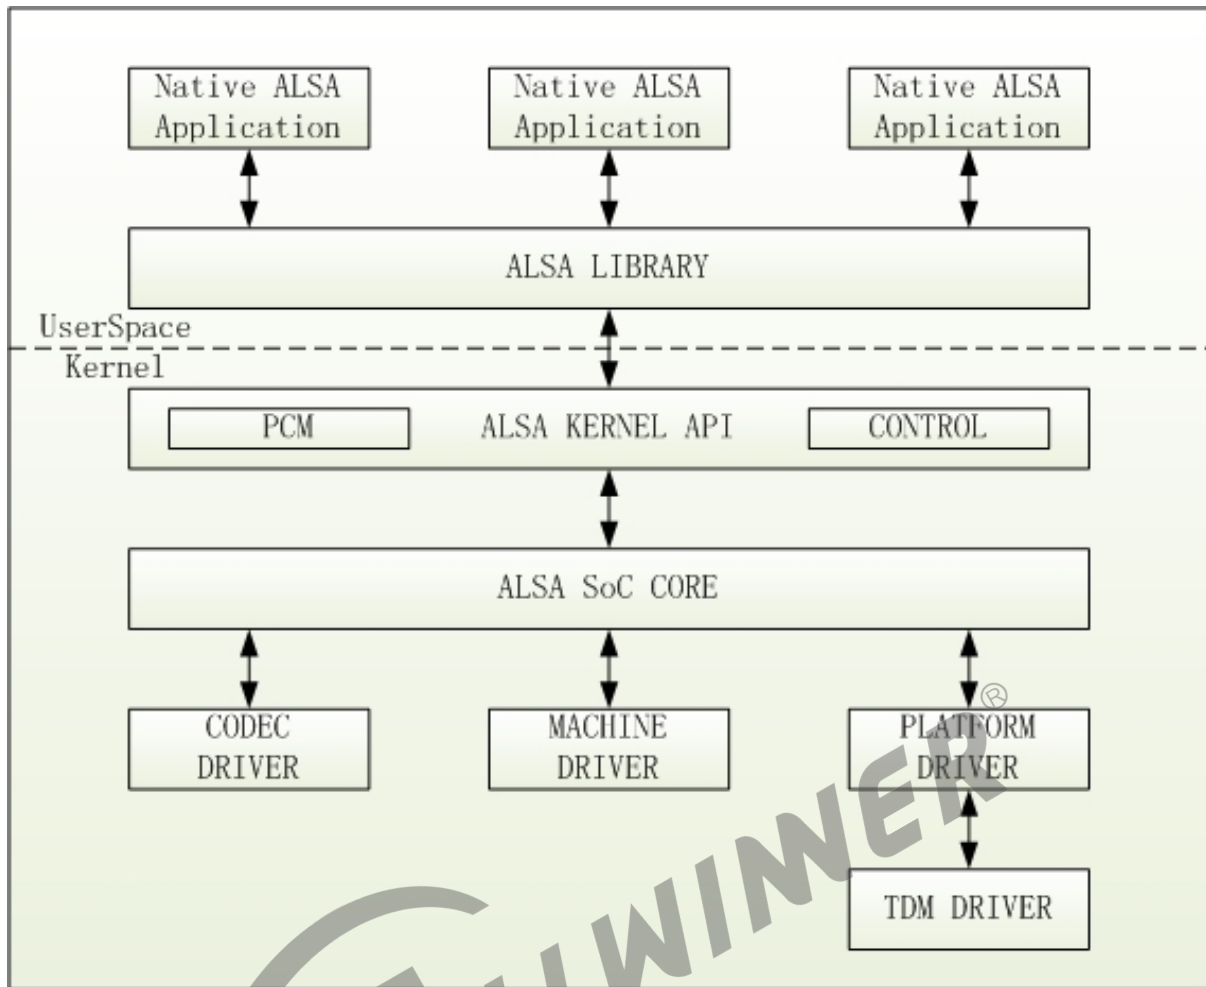 Native ALSA
Application
Native ALSA
Application
Native ALSA
Application
ALSA LIBRARY
UserSpace
Kernel
PCM
ALSA KERNEL API
CONTROL
ALSA SoC CORE
CODEC
DRIVER
MACHINE
DRIVER
PLATFORM
DRIVER
TDM DRIVER